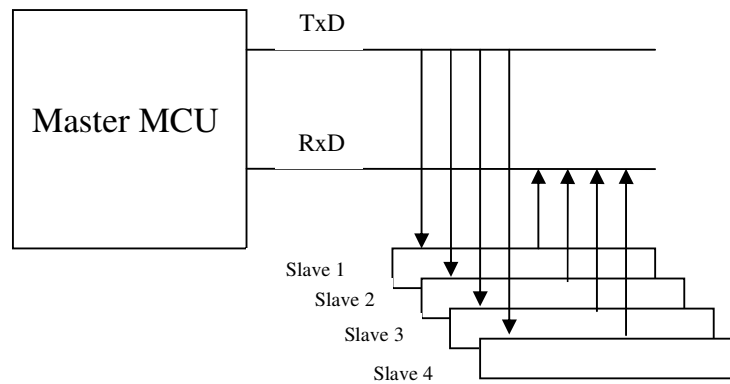 TxD
Master MCU
RxD
Slave 1
Slave 2
Slave 3
Slave 4